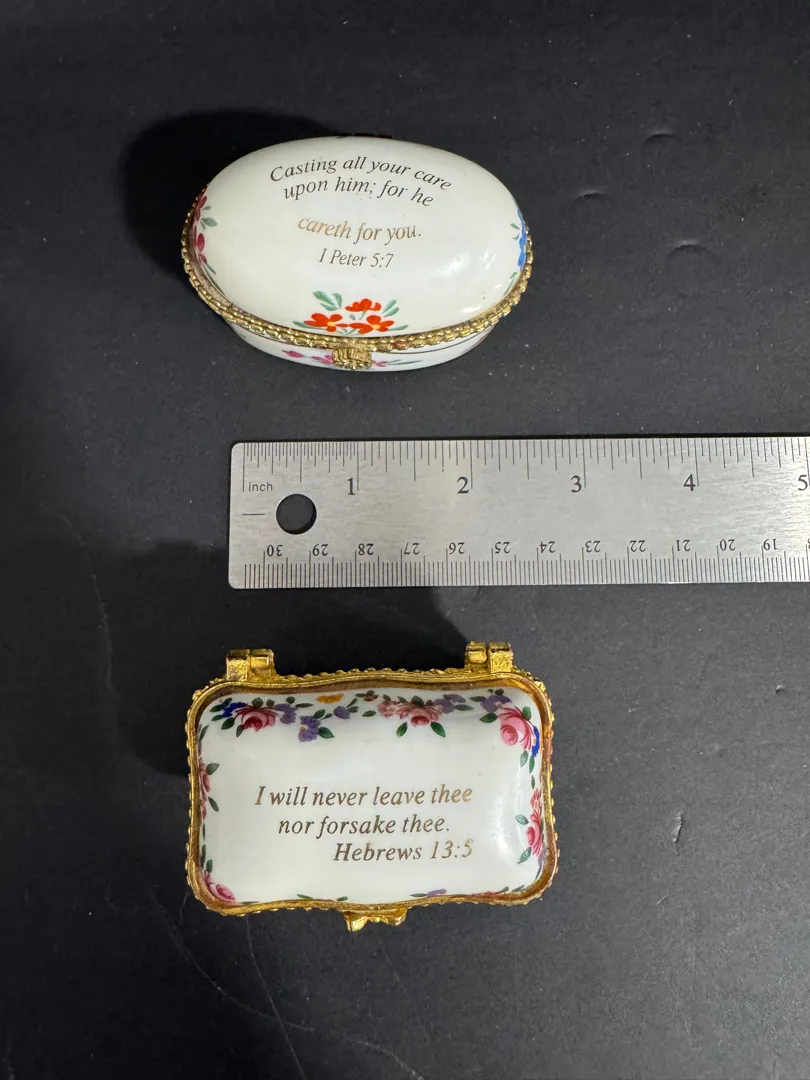 Casting all your care
upon him; for he
careth for you.
I Peter 5:7
inch 1 2 3 4 5
30 29 28 27 26 25 24 23 22 21 20 19
I will never leave thee
nor forsake thee.
Hebrews 13:5